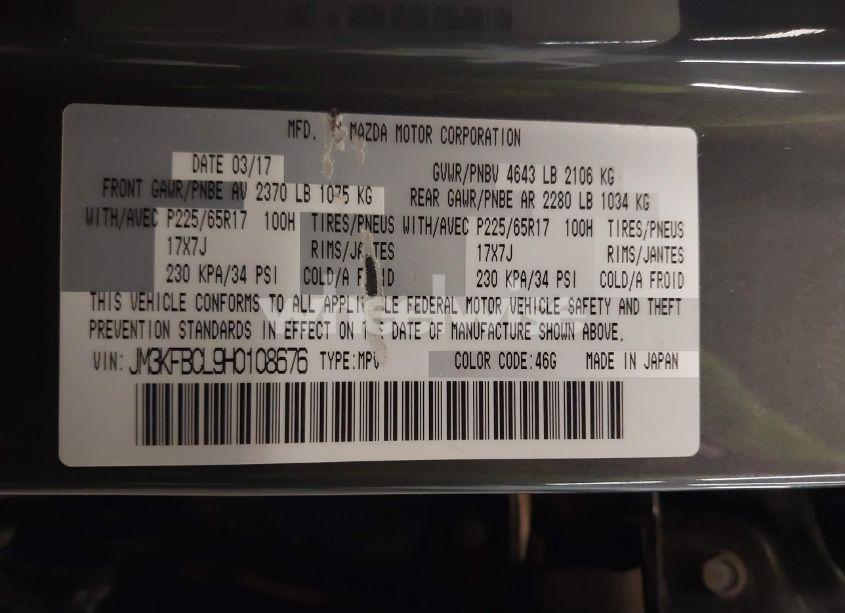 MFD. MAZDA MOTOR CORPORATION
DATE 03/17 GVWR/PNBV 4643 LB 2106 KG
FRONT GAWR/PNBE AV 2370 LB 1075 KG REAR GAWR/PNBE AR 2280 LB 1034 KG
WITH/AVEC P225/65R17 100H TIRES/PNEUS WITH/AVEC P225/65R17 100H TIRES/PNEUS
17X7J RIMS/JANTES 17X7J RIMS/JANTES
230 KPA/34 PSI COLD/A FROID 230 KPA/34 PSI COLD/A FROID
THIS VEHICLE CONFORMS TO ALL APPLICABLE FEDERAL MOTOR VEHICLE SAFETY AND THEFT
PREVENTION STANDARDS IN EFFECT ON THE DATE OF MANUFACTURE SHOWN ABOVE.
VIN: JM3KFBCL9H0108676 TYPE:MPV COLOR CODE:46G MADE IN JAPAN